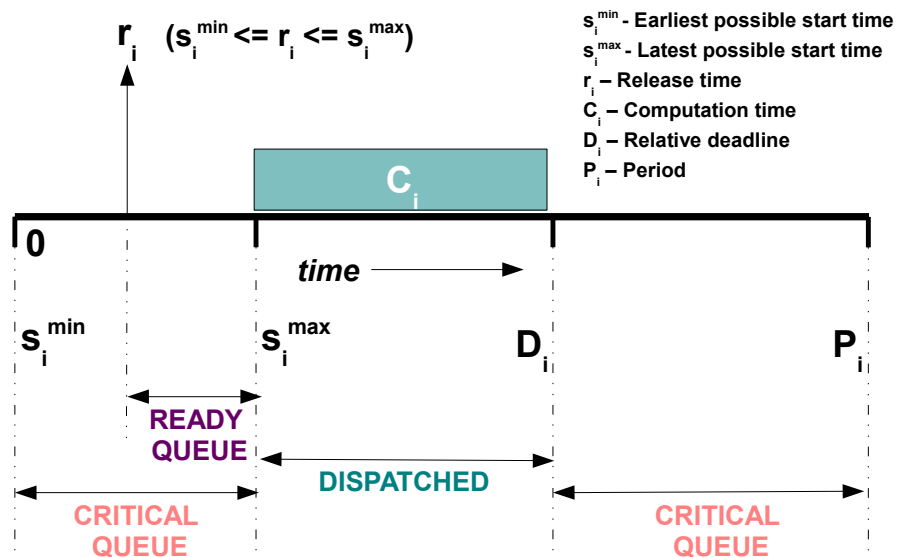 r_i (s_i^min <= r_i <= s_i^max)
s_i^min - Earliest possible start time
s_i^max - Latest possible start time
r_i – Release time
C_i – Computation time
D_i – Relative deadline
P_i – Period
C_i
0
time
s_i^min
s_i^max
D_i
P_i
READY
QUEUE
DISPATCHED
CRITICAL
QUEUE
CRITICAL
QUEUE